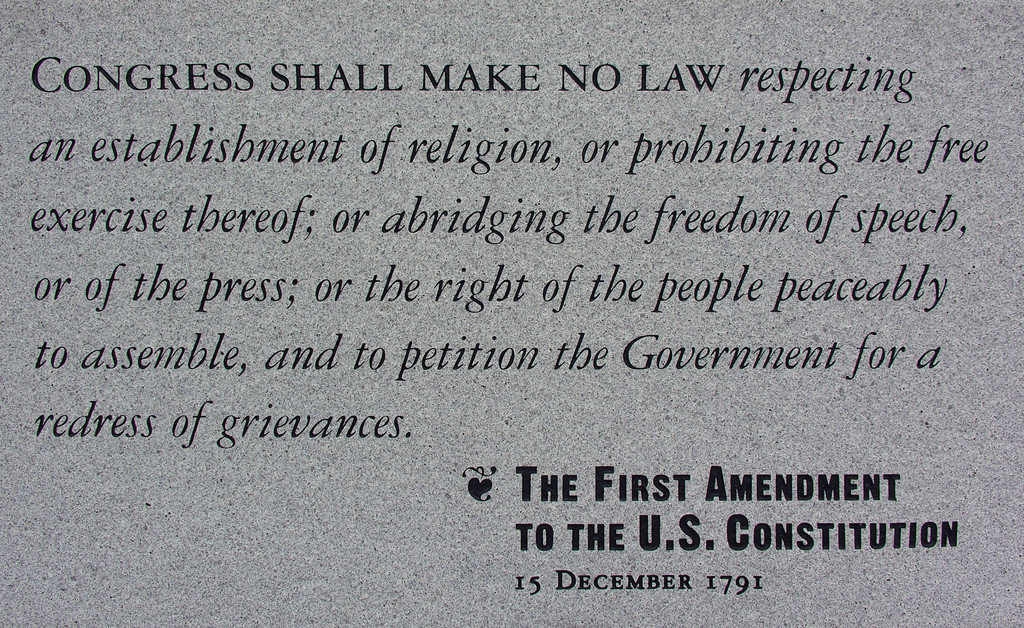 CONGRESS SHALL MAKE NO LAW respecting
an establishment of religion, or prohibiting the free
exercise thereof; or abridging the freedom of speech,
or of the press; or the right of the people peaceably
to assemble, and to petition the Government for a
redress of grievances.
❦ THE FIRST AMENDMENT
TO THE U.S. CONSTITUTION
15 DECEMBER 1791